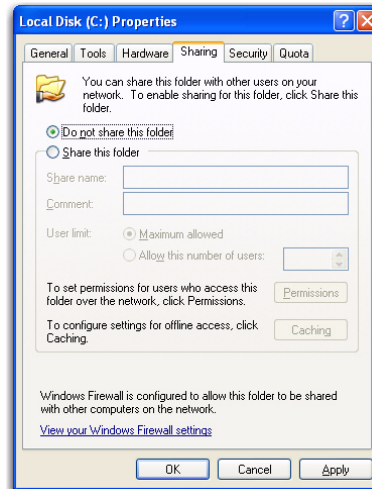 Local Disk (C:) Properties
General Tools Hardware Sharing Security Quota
You can share this folder with other users on your
network. To enable sharing for this folder, click Share this
folder.
Do not share this folder
Share this folder
Share name:
Comment:
User limit: Maximum allowed
Allow this number of users:
To set permissions for users who access this
folder over the network, click Permissions. Permissions
To configure settings for offline access, click
Caching. Caching
Windows Firewall is configured to allow this folder to be shared
with other computers on the network.
View your Windows Firewall settings
OK Cancel Apply